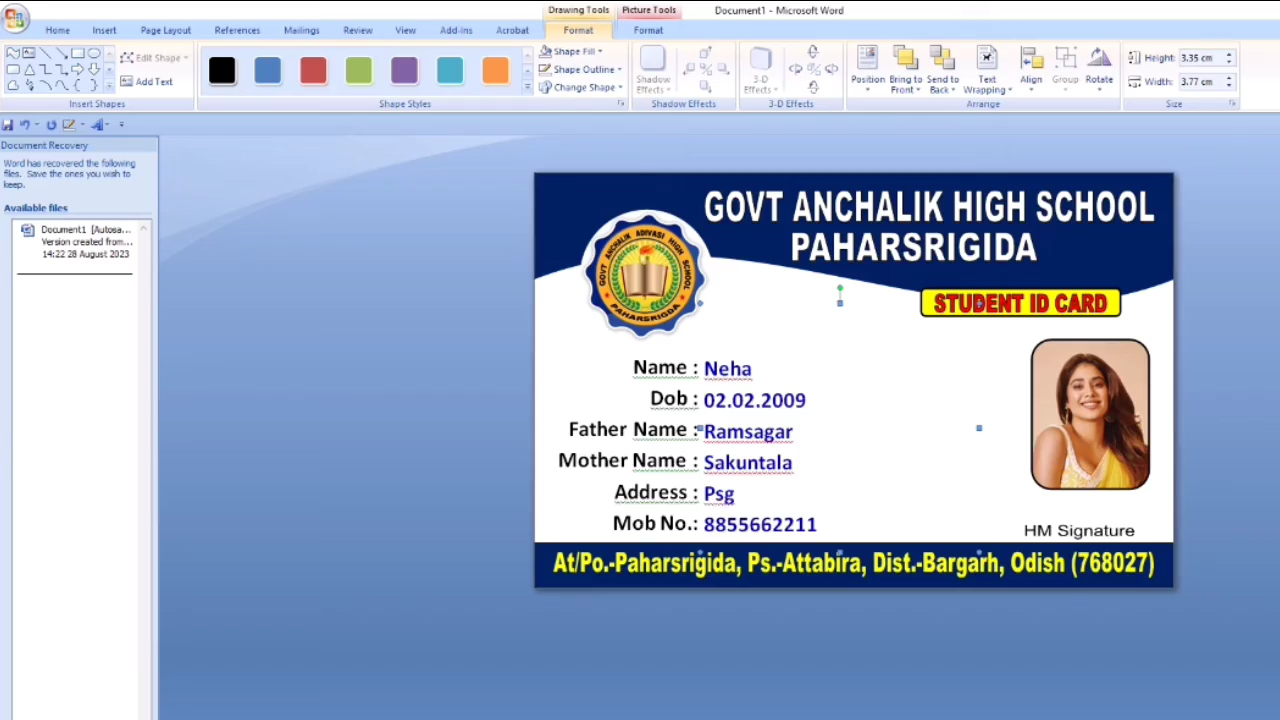 Drawing Tools Picture Tools Document1 - Microsoft Word
Home Insert Page Layout References Mailings Review View Add-Ins Acrobat Format Format
Edit Shape
Add Text
Insert Shapes
Shape Styles
Shape Fill
Shape Outline
Change Shape
Shadow Effects
Shadow Effects
3-D Effects
3-D Effects
Position
Bring to Front
Send to Back
Text Wrapping
Align
Group
Rotate
Arrange
Height: 3.35 cm
Width: 3.77 cm
Size
Document Recovery
Word has recovered the following
files. Save the ones you wish to
keep.
Available files
Document1 [Autosa...
Version created from...
14:22 28 August 2023
GOVT ANCHALIK HIGH SCHOOL
PAHARSRIGIDA
GOVT ANCHALIK ADIVASI HIGH SCHOOL
PAHARSRIGDA
STUDENT ID CARD
Name : Neha
Dob : 02.02.2009
Father Name : Ramsagar
Mother Name : Sakuntala
Address : Psg
Mob No.: 8855662211
HM Signature
At/Po.-Paharsrigida, Ps.-Attabira, Dist.-Bargarh, Odish (768027)